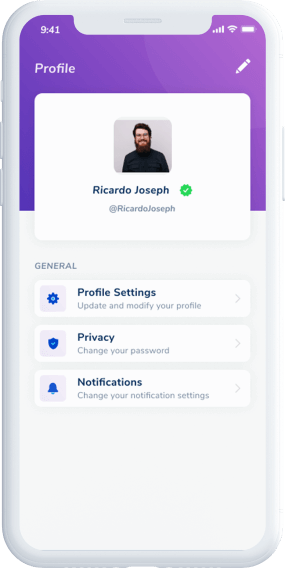 9:41
Profile
Ricardo Joseph
@RicardoJoseph
GENERAL
Profile Settings
Update and modify your profile
Privacy
Change your password
Notifications
Change your notification settings